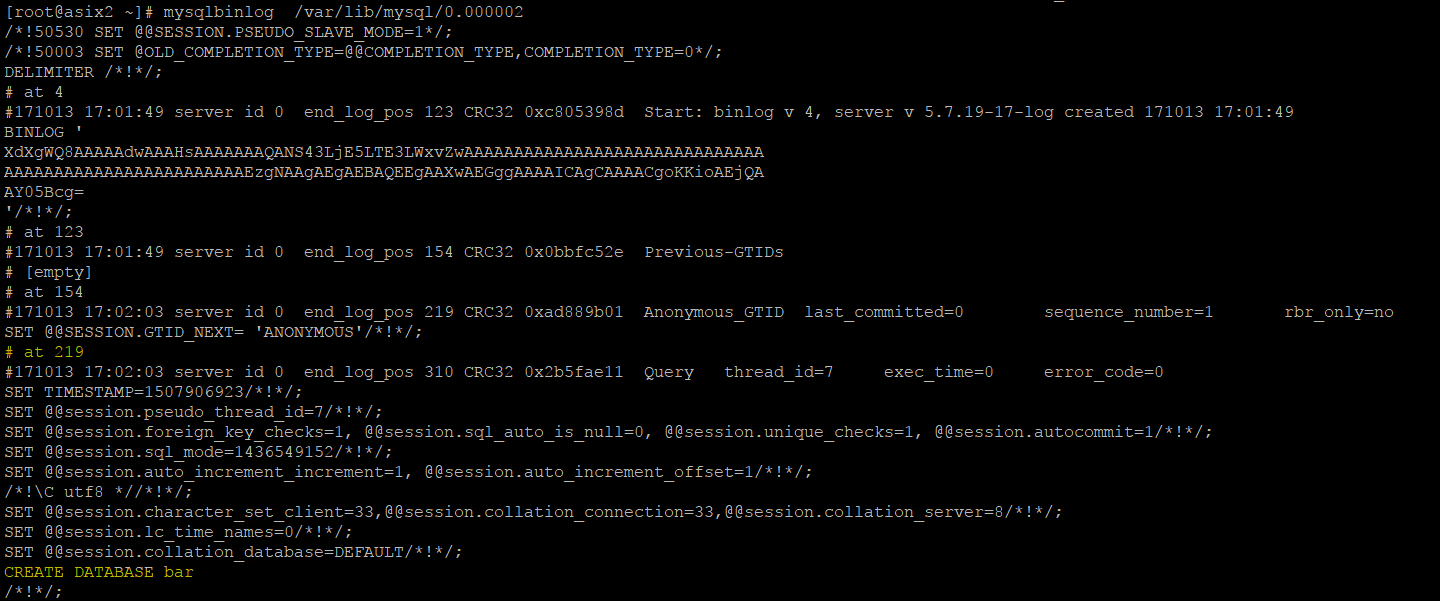 [root@asix2 ~]# mysqlbinlog  /var/lib/mysql/0.000002
/*!50530 SET @@SESSION.PSEUDO_SLAVE_MODE=1*/;
/*!50003 SET @OLD_COMPLETION_TYPE=@@COMPLETION_TYPE,COMPLETION_TYPE=0*/;
DELIMITER /*!*/;
# at 4
#171013 17:01:49 server id 0  end_log_pos 123 CRC32 0xc805398d  Start: binlog v 4, server v 5.7.19-17-log created 171013 17:01:49
BINLOG '
XdXgWQ8AAAAAdwAAAHsAAAAAAAQANS43LjE5LTE3LWxvZwAAAAAAAAAAAAAAAAAAAAAAAAAAAAAA
AAAAAAAAAAAAAAAAAAAAAAAAEzgNAAgAEgAEBAQEEgAAXwAEGggAAAAICAgCAAAACgoKKioAEjQA
AY05Bcg=
'/*!*/;
# at 123
#171013 17:01:49 server id 0  end_log_pos 154 CRC32 0x0bbfc52e  Previous-GTIDs
# [empty]
# at 154
#171013 17:02:03 server id 0  end_log_pos 219 CRC32 0xad889b01  Anonymous_GTID  last_committed=0        sequence_number=1       rbr_only=no
SET @@SESSION.GTID_NEXT= 'ANONYMOUS'/*!*/;
# at 219
#171013 17:02:03 server id 0  end_log_pos 310 CRC32 0x2b5fae11  Query   thread_id=7     exec_time=0     error_code=0
SET TIMESTAMP=1507906923/*!*/;
SET @@session.pseudo_thread_id=7/*!*/;
SET @@session.foreign_key_checks=1, @@session.sql_auto_is_null=0, @@session.unique_checks=1, @@session.autocommit=1/*!*/;
SET @@session.sql_mode=1436549152/*!*/;
SET @@session.auto_increment_increment=1, @@session.auto_increment_offset=1/*!*/;
/*!\C utf8 *//*!*/;
SET @@session.character_set_client=33,@@session.collation_connection=33,@@session.collation_server=8/*!*/;
SET @@session.lc_time_names=0/*!*/;
SET @@session.collation_database=DEFAULT/*!*/;
CREATE DATABASE bar
/*!*/;